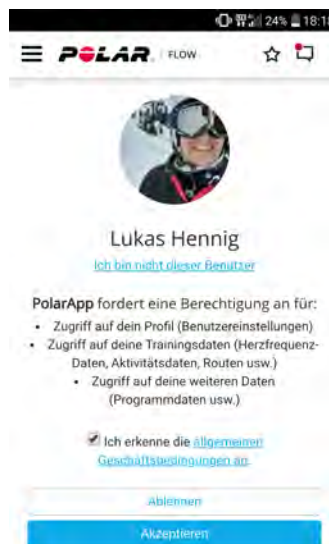 24% 18:18
POLAR FLOW
Lukas Hennig
Ich bin nicht dieser Benutzer
PolarApp fordert eine Berechtigung an für:
• Zugriff auf dein Profil (Benutzereinstellungen)
• Zugriff auf deine Trainingsdaten (Herzfrequenz-
Daten, Aktivitätsdaten, Routen usw.)
• Zugriff auf deine weiteren Daten
(Programmdaten usw.)
Ich erkenne die allgemeinen
Geschäftsbedingungen an.
Ablehnen
Akzeptieren